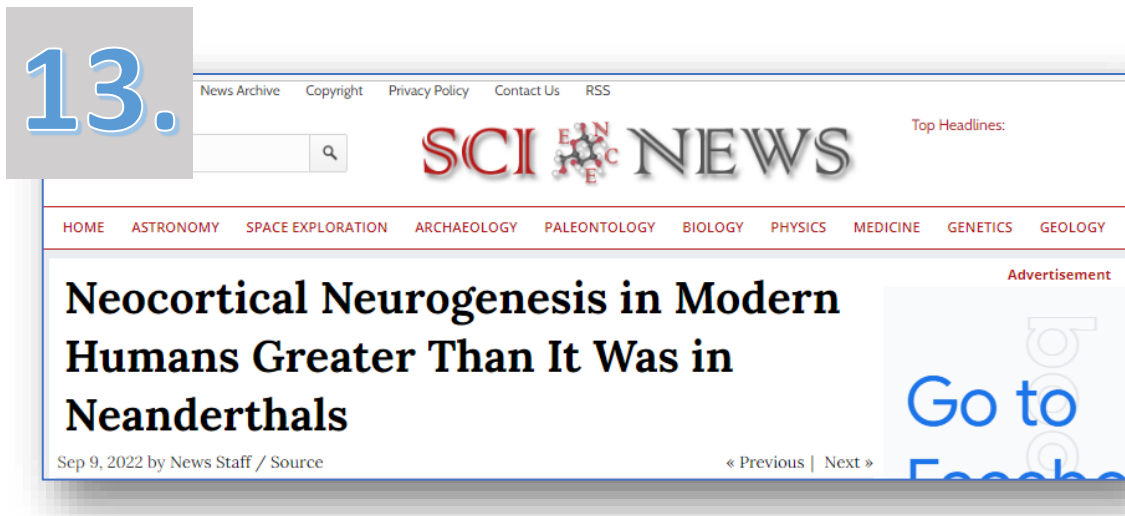 13.
News Archive Copyright Privacy Policy Contact Us RSS
SCI NEWS
SCIENCE
Top Headlines:
HOME ASTRONOMY SPACE EXPLORATION ARCHAEOLOGY PALEONTOLOGY BIOLOGY PHYSICS MEDICINE GENETICS GEOLOGY
Advertisement
Neocortical Neurogenesis in Modern
Humans Greater Than It Was in
Neanderthals
Sep 9, 2022 by News Staff / Source
« Previous | Next »
Go to